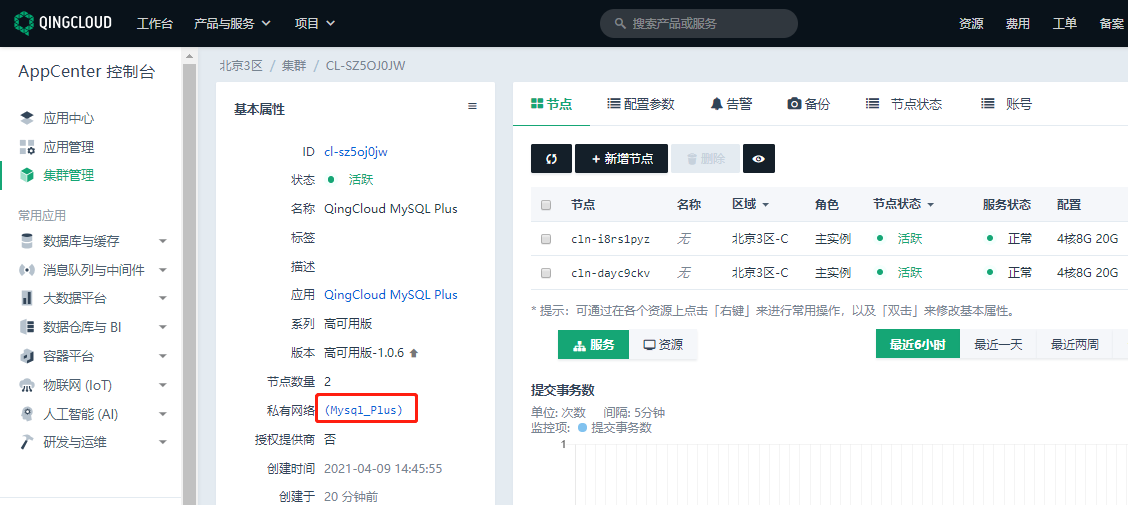 QINGCLOUD 工作台 产品与服务 项目 搜索产品或服务 资源 费用 工单 备案
AppCenter 控制台
应用中心
应用管理
集群管理
常用应用
数据库与缓存
消息队列与中间件
大数据平台
数据仓库与 BI
容器平台
物联网 (IoT)
人工智能 (AI)
研发与运维
北京3区 / 集群 / CL-SZ5OJ0JW
基本属性
ID cl-sz5oj0jw
状态 活跃
名称 QingCloud MySQL Plus
标签
描述
应用 QingCloud MySQL Plus
系列 高可用版
版本 高可用版-1.0.6
节点数量 2
私有网络 (Mysql_Plus)
授权提供商 否
创建时间 2021-04-09 14:45:55
创建于 20 分钟前
节点 配置参数 告警 备份 节点状态 账号
+ 新增节点 删除
节点 名称 区域 角色 节点状态 服务状态 配置
cln-i8rs1pyz 无 北京3区-C 主实例 活跃 正常 4核8G 20G
cln-dayc9ckv 无 北京3区-C 主实例 活跃 正常 4核8G 20G
* 提示：可通过在各个资源上点击「右键」来进行常用操作，以及「双击」来修改基本属性。
服务 资源 最近6小时 最近一天 最近两周
提交事务数
单位: 次数 间隔: 5分钟
监控项: 提交事务数
1